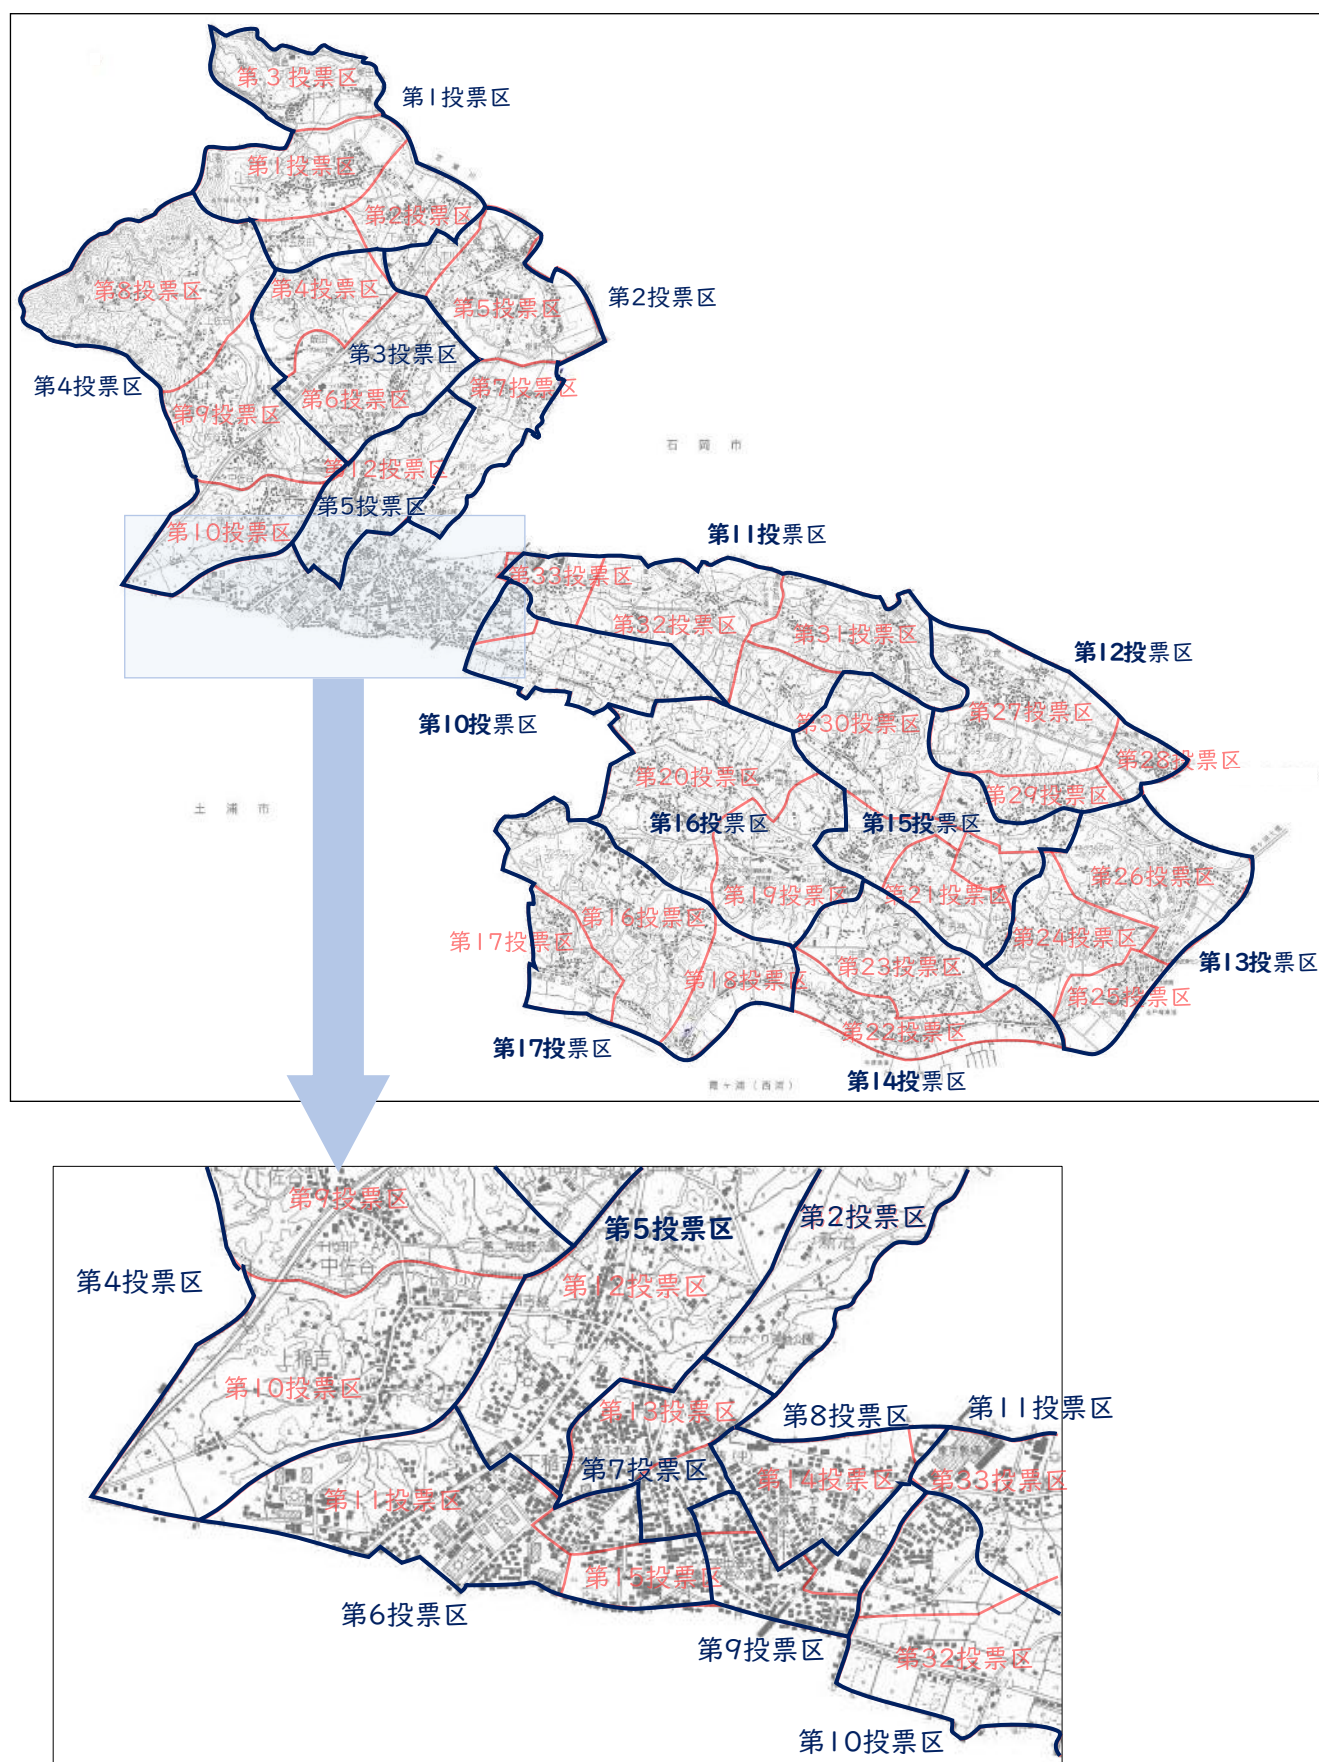 第３投票区
第1投票区
第1投票区
第2投票区
第8投票区
第4投票区
第5投票区
第2投票区
第3投票区
第4投票区
第7投票区
第9投票区
第6投票区
石岡市
第12投票区
第5投票区
第10投票区
第11投票区
第33投票区
第32投票区
第31投票区
第12投票区
第10投票区
第30投票区
第27投票区
第28投票区
第20投票区
第29投票区
土浦市
第16投票区
第15投票区
第26投票区
第19投票区
第21投票区
第16投票区
第17投票区
第24投票区
第23投票区
第13投票区
第18投票区
第25投票区
第22投票区
第17投票区
第14投票区
霞ヶ浦（西浦）
第9投票区
第5投票区
第2投票区
中佐谷
第4投票区
第12投票区
上稲吉
第10投票区
第13投票区
第8投票区
第11投票区
第7投票区
第14投票区
第33投票区
第11投票区
第15投票区
第6投票区
第9投票区
第32投票区
第10投票区